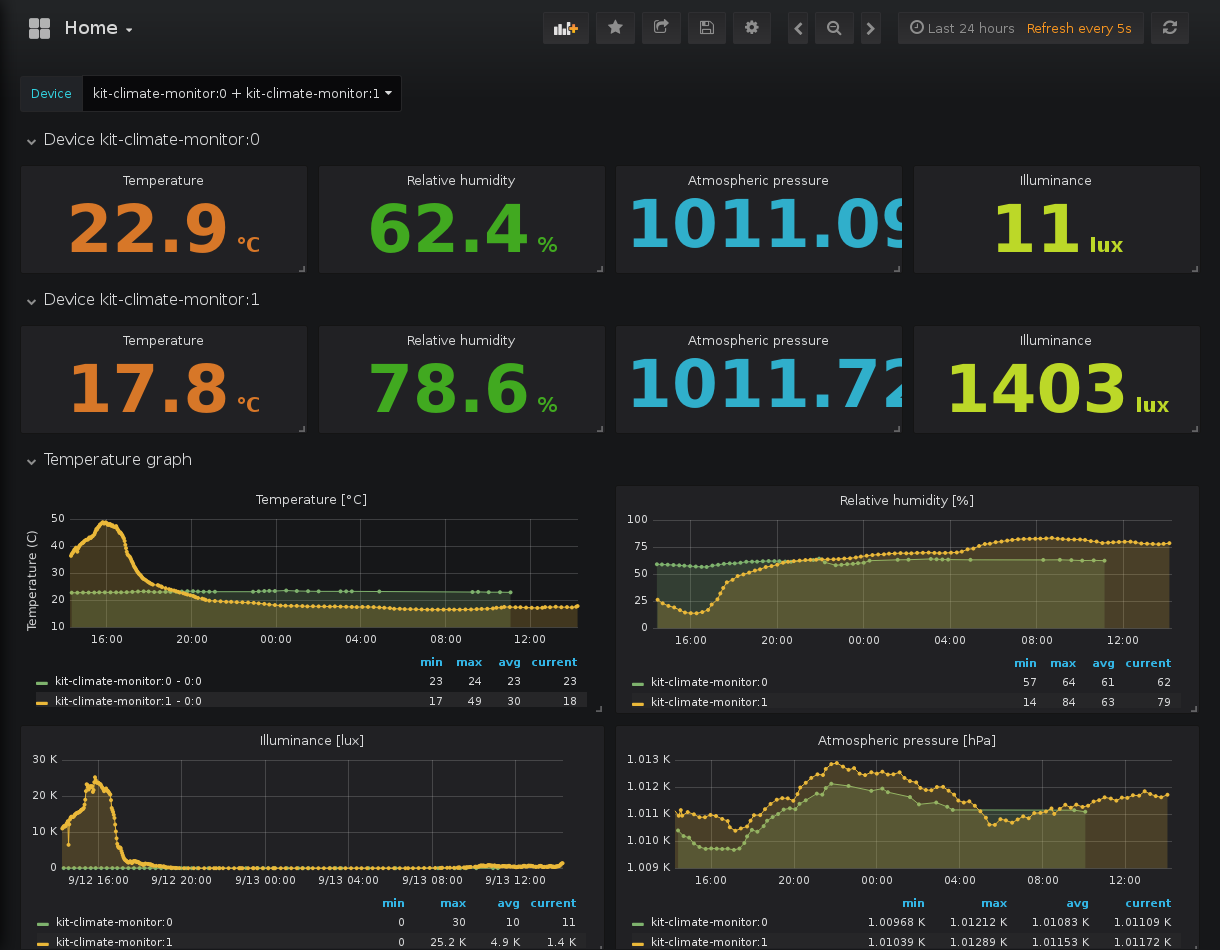 Home
Last 24 hours Refresh every 5s
Device kit-climate-monitor:0 + kit-climate-monitor:1
Device kit-climate-monitor:0
Temperature Relative humidity Atmospheric pressure Illuminance
22.9 °C 62.4 % 1011.09 11 lux
Device kit-climate-monitor:1
Temperature Relative humidity Atmospheric pressure Illuminance
17.8 °C 78.6 % 1011.72 1403 lux
Temperature graph
Temperature [°C]
Temperature (C)
50
40
30
20
10
16:00 20:00 00:00 04:00 08:00 12:00
min max avg current
kit-climate-monitor:0 - 0:0 23 24 23 23
kit-climate-monitor:1 - 0:0 17 49 30 18
Relative humidity [%]
100
75
50
25
0
16:00 20:00 00:00 04:00 08:00 12:00
min max avg current
kit-climate-monitor:0 57 64 61 62
kit-climate-monitor:1 14 84 63 79
Illuminance [lux]
30 K
20 K
10 K
0
9/12 16:00 9/12 20:00 9/13 00:00 9/13 04:00 9/13 08:00 9/13 12:00
min max avg current
kit-climate-monitor:0 0 30 10 11
kit-climate-monitor:1 0 25.2 K 4.9 K 1.4 K
Atmospheric pressure [hPa]
1.013 K
1.012 K
1.011 K
1.010 K
1.009 K
16:00 20:00 00:00 04:00 08:00 12:00
min max avg current
kit-climate-monitor:0 1.00968 K 1.01212 K 1.01083 K 1.01109 K
kit-climate-monitor:1 1.01039 K 1.01289 K 1.01153 K 1.01172 K